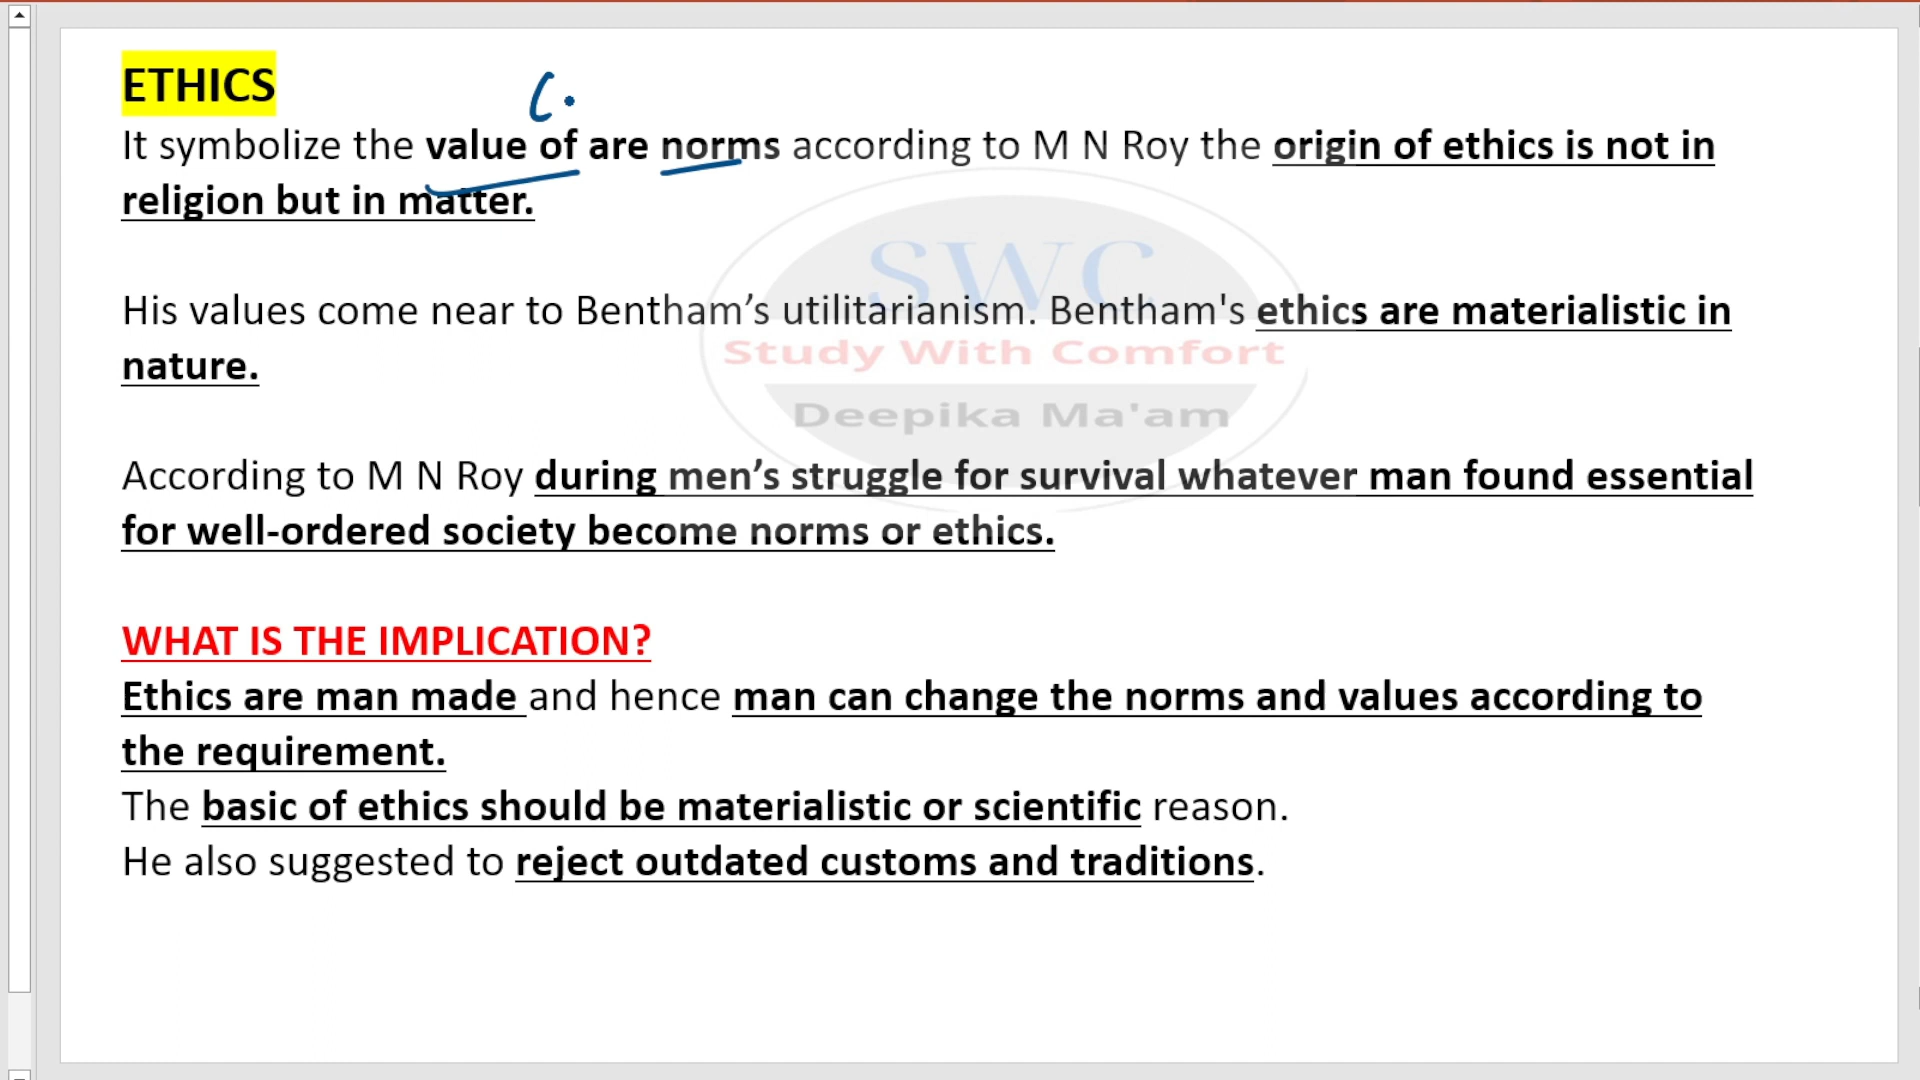 ETHICS
It symbolize the value of are norms according to M N Roy the origin of ethics is not in
religion but in matter.
SWC
His values come near to Bentham’s utilitarianism. Bentham's ethics are materialistic in
Study With Comfort
nature.
Deepika Ma'am
According to M N Roy during men’s struggle for survival whatever man found essential
for well-ordered society become norms or ethics.
WHAT IS THE IMPLICATION?
Ethics are man made and hence man can change the norms and values according to
the requirement.
The basic of ethics should be materialistic or scientific reason.
He also suggested to reject outdated customs and traditions.